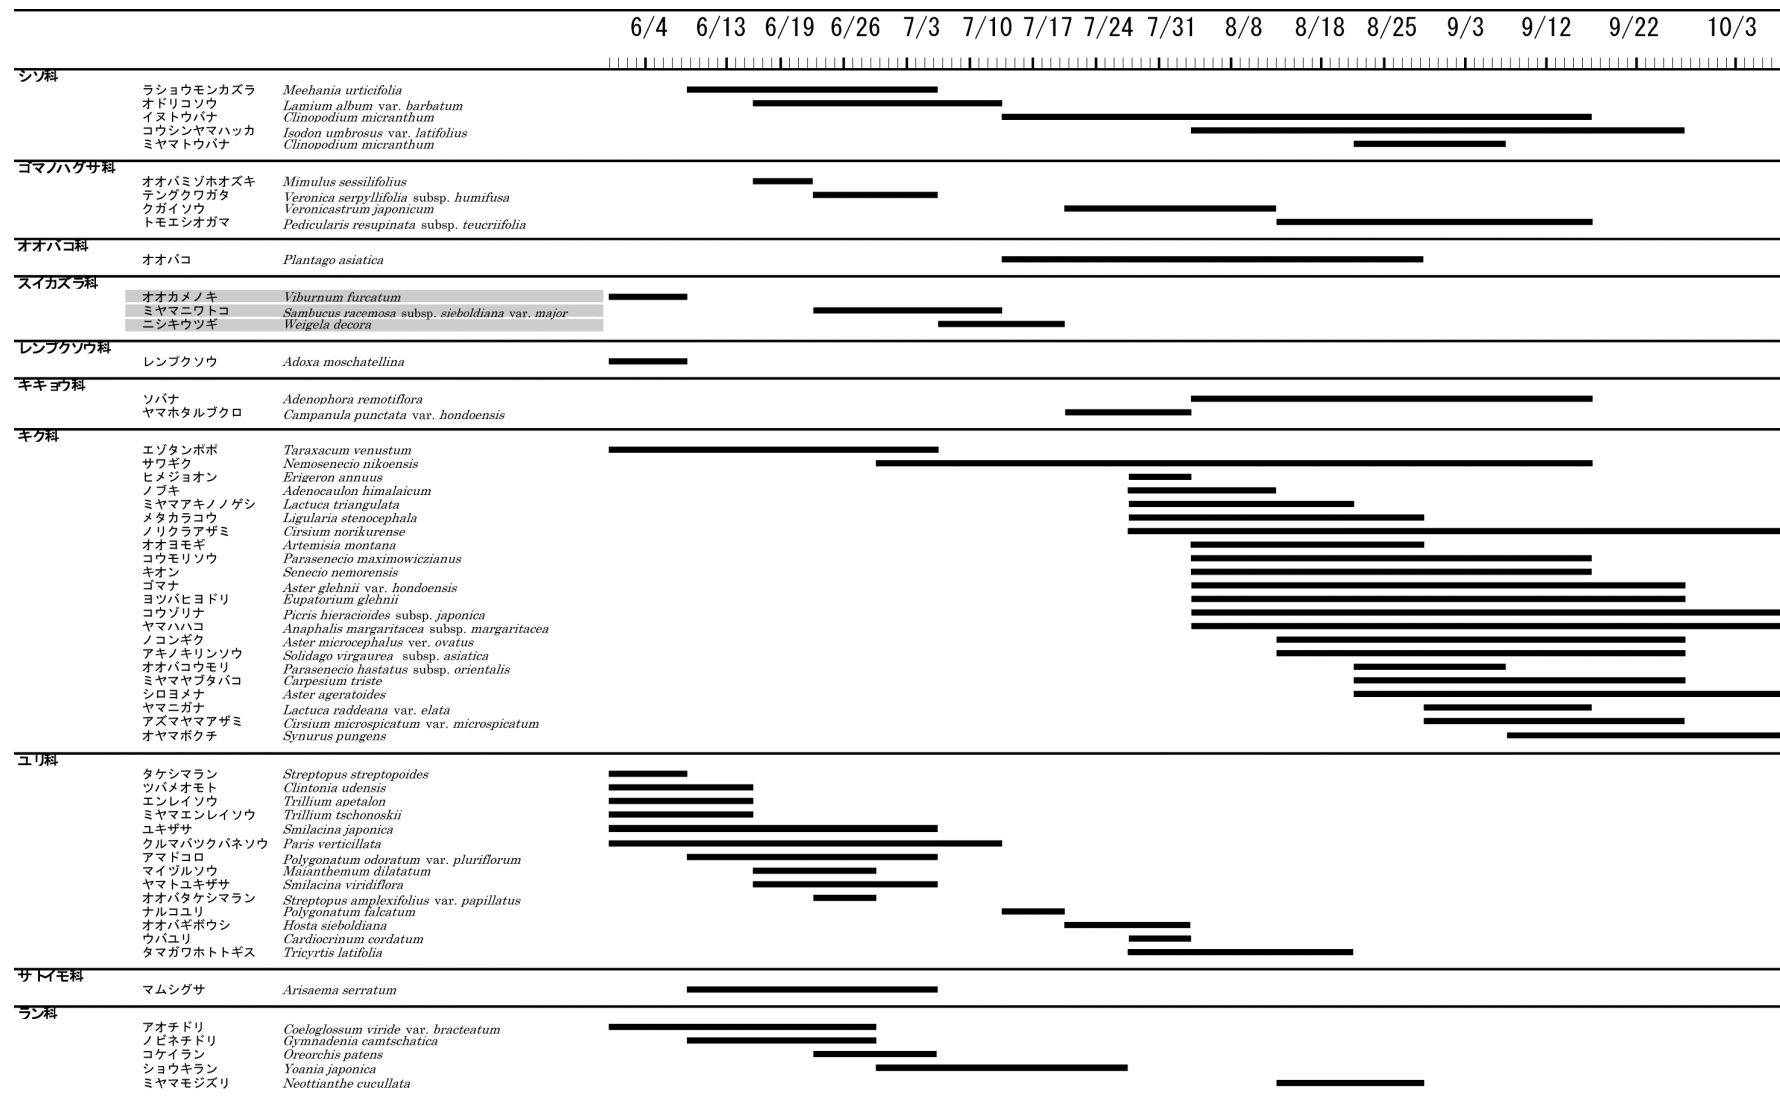 6/4 6/13 6/19 6/26 7/3 7/10 7/17 7/24 7/31 8/8 8/18 8/25 9/3 9/12 9/22 10/3
シソ科
ラショウモンカズラ Meehania urticifolia
オドリコソウ Lamium album var. barbatum
イヌトウバナ Clinopodium micranthum
コウシンヤマハッカ Isodon umbrosus var. latifolius
ミヤマトウバナ Clinopodium micranthum
ゴマノハグサ科
オオバミゾホオズキ Mimulus sessilifolius
テングクワガタ Veronica serpyllifolia subsp. humifusa
クガイソウ Veronicastrum japonicum
トモエシオガマ Pedicularis resupinata subsp. teucriifolia
オオバコ科
オオバコ Plantago asiatica
スイカズラ科
オオカメノキ Viburnum furcatum
ミヤマニワトコ Sambucus racemosa subsp. sieboldiana var. major
ニシキウツギ Weigela decora
レンプクソウ科
レンプクソウ Adoxa moschatellina
キキョウ科
ソバナ Adenophora remotiflora
ヤマホタルブクロ Campanula punctata var. hondoensis
キク科
エゾタンポポ Taraxacum venustum
サワギク Nemosenecio nikoensis
ヒメジョオン Erigeron annuus
ノブキ Adenocaulon himalaicum
ミヤマアキノノゲシ Lactuca triangulata
メタカラコウ Ligularia stenocephala
ノリクラアザミ Cirsium norikurense
オオヨモギ Artemisia montana
コウモリソウ Parasenecio maximowiczianus
キオン Senecio nemorensis
ゴマナ Aster glehnii var. hondoensis
ヨツバヒヨドリ Eupatorium glehnii
コウゾリナ Picris hieracioides subsp. japonica
ヤマハハコ Anaphalis margaritacea subsp. margaritacea
ノコンギク Aster microcephalus ver. ovatus
アキノキリンソウ Solidago virgaurea subsp. asiatica
オオバコウモリ Parasenecio hastatus subsp. orientalis
ミヤマヤブタバコ Carpesium triste
シロヨメナ Aster ageratoides
ヤマニガナ Lactuca raddeana var. elata
アズマヤマアザミ Cirsium microspicatum var. microspicatum
オヤマボクチ Synurus pungens
ユリ科
タケシマラン Streptopus streptopoides
ツバメオモト Clintonia udensis
エンレイソウ Trillium apetalon
ミヤマエンレイソウ Trillium tschonoskii
ユキザサ Smilacina japonica
クルマバツクバネソウ Paris verticillata
アマドコロ Polygonatum odoratum var. pluriflorum
マイヅルソウ Maianthemum dilatatum
ヤマトユキザサ Smilacina viridiflora
オオバタケシマラン Streptopus amplexifolius var. papillatus
ナルコユリ Polygonatum falcatum
オオバギボウシ Hosta sieboldiana
ウバユリ Cardiocrinum cordatum
タマガワホトトギス Tricyrtis latifolia
サトイモ科
マムシグサ Arisaema serratum
ラン科
アオチドリ Coeloglossum viride var. bracteatum
ノビネチドリ Gymnadenia camtschatica
コケイラン Oreorchis patens
ショウキラン Yoania japonica
ミヤマモジズリ Neottianthe cucullata